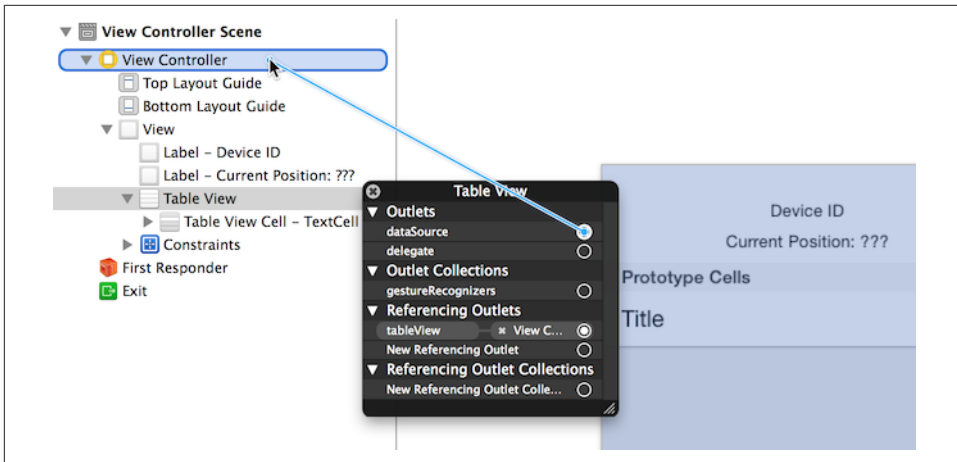 View Controller Scene
View Controller
Top Layout Guide
Bottom Layout Guide
View
Label – Device ID
Label – Current Position: ???
Table View
Table View Cell – TextCell
Constraints
First Responder
Exit
Table View
Outlets
dataSource
delegate
Outlet Collections
gestureRecognizers
Referencing Outlets
tableView View C...
New Referencing Outlet
Referencing Outlet Collections
New Referencing Outlet Colle...
Device ID
Current Position: ???
Prototype Cells
Title